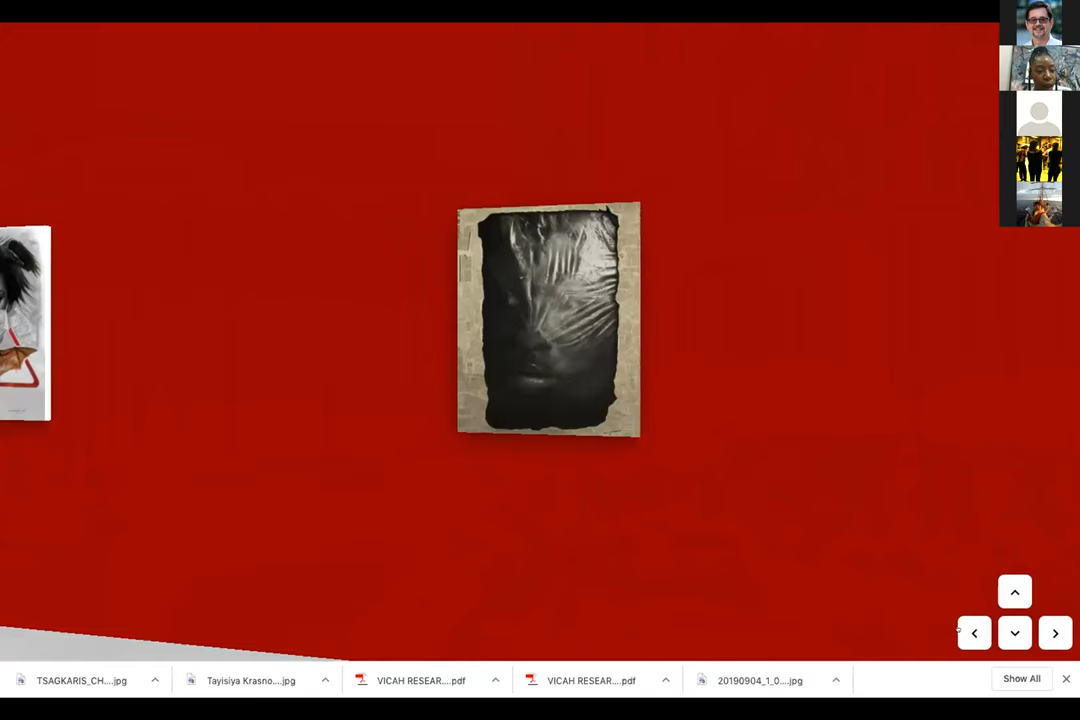 TSAGKARIS_CH....jpg
Tayisiya Krasno....jpg
VICAH RESEAR....pdf
VICAH RESEAR....pdf
20190904_1_0....jpg
Show All